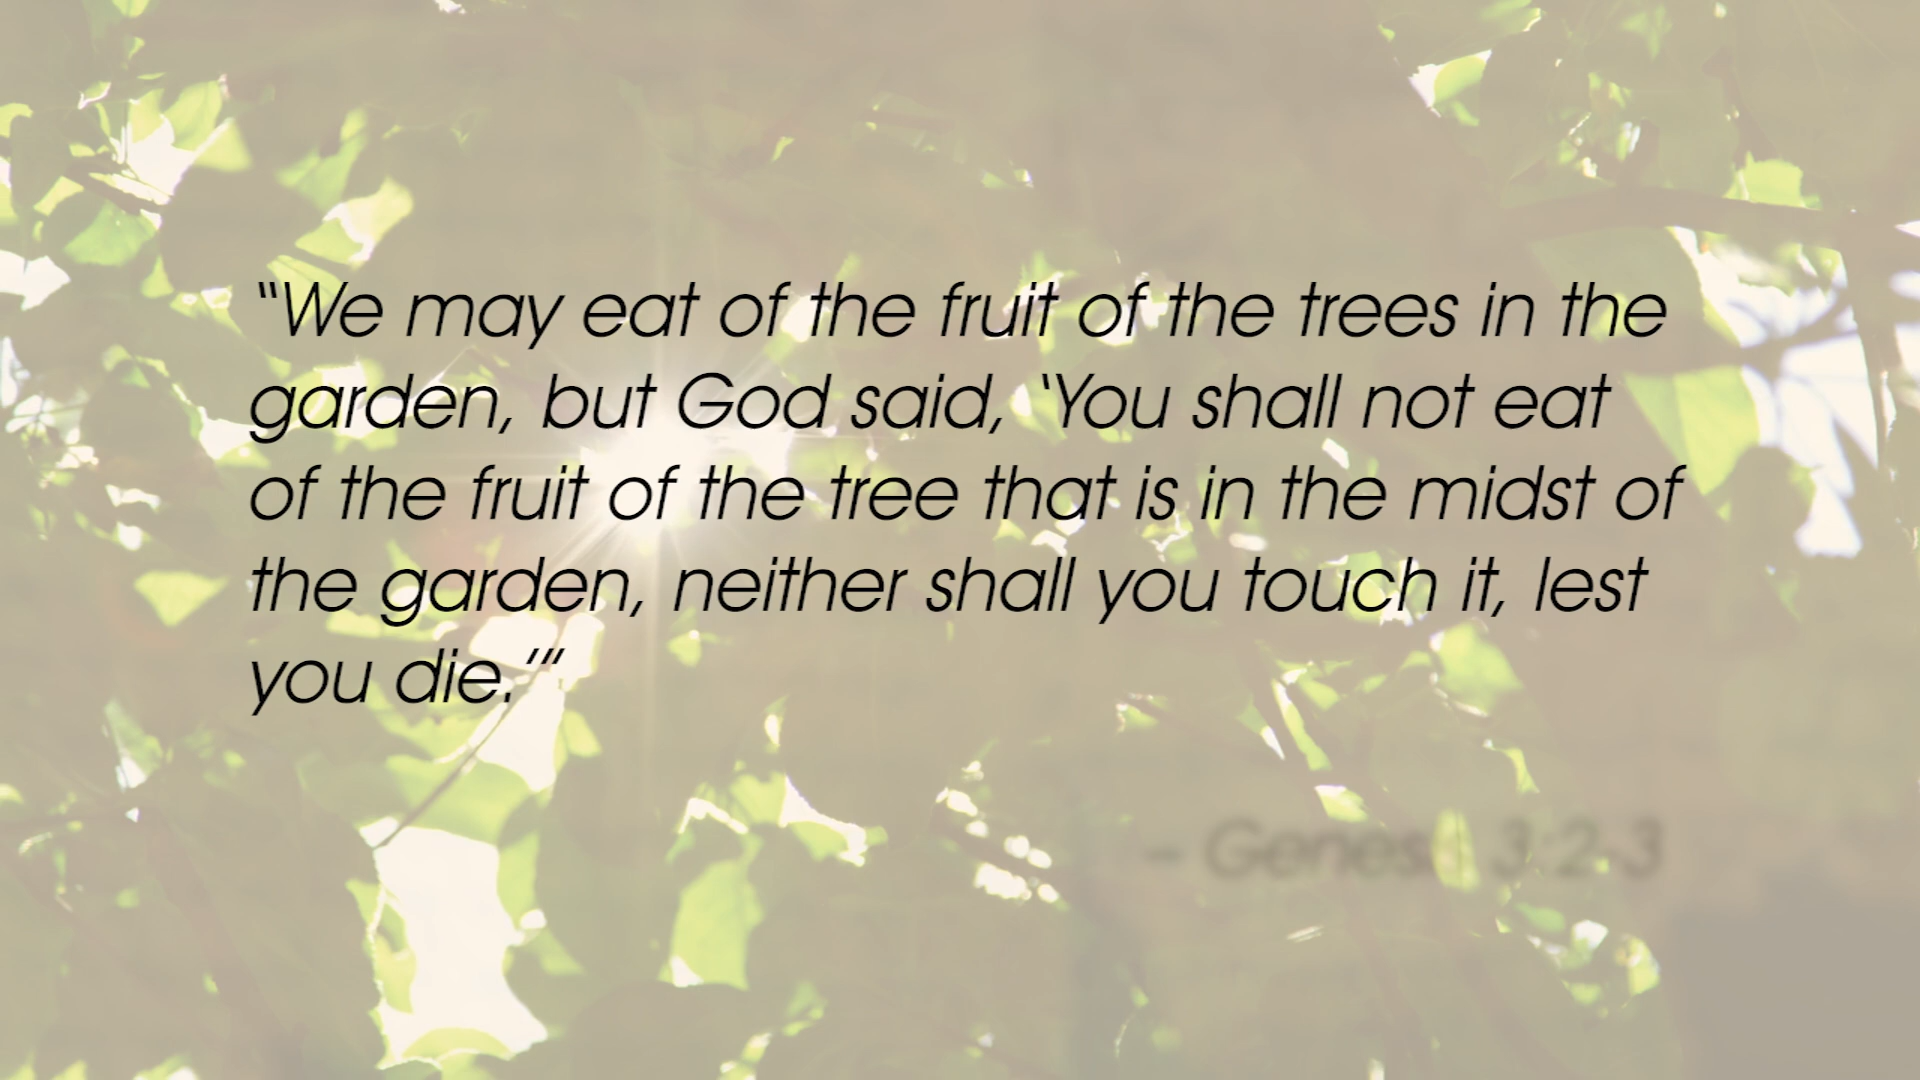 “We may eat of the fruit of the trees in the
garden, but God said, ‘You shall not eat
of the fruit of the tree that is in the midst of
the garden, neither shall you touch it, lest
you die.’”
– Genesis 3:2-3